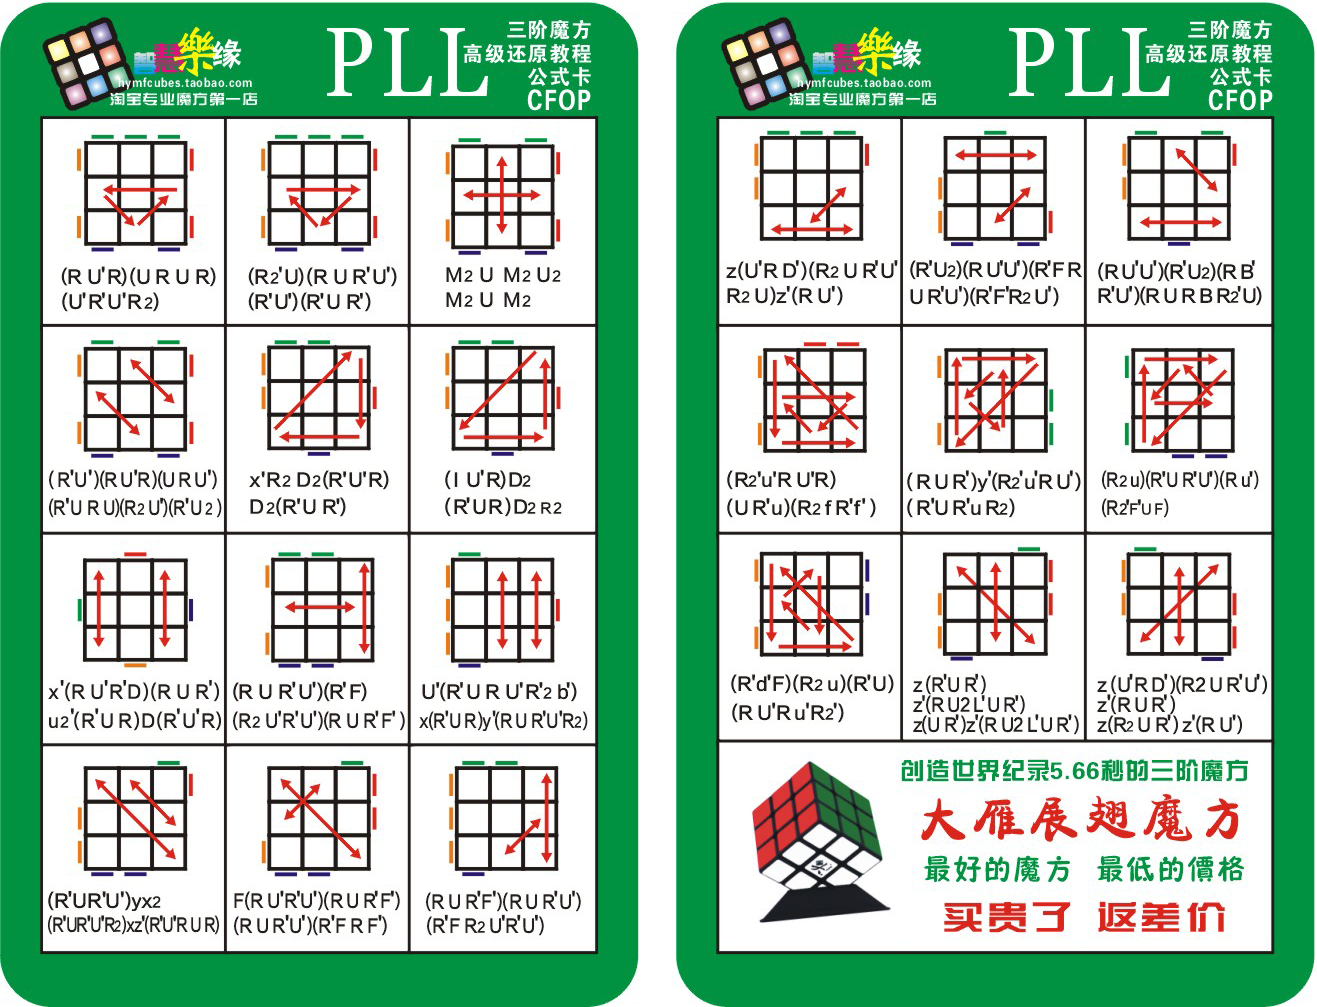 智慧樂缘
hymfcubes.taobao.com
淘宝专业魔方第一店
PLL
三阶魔方
高级还原教程
公式卡
CFOP
(R U'R)(U R U R)
(U'R'U'R2)
(R2'U)(R U R'U')
(R'U')(R'U R')
M2 U M2 U2
M2 U M2
(R'U')(R U'R)(U R U')
(R'U R U)(R2 U')(R'U2)
x'R2 D2(R'U'R)
D2(R'U R')
(l U'R)D2
(R'UR)D2 R2
x'(R U'R'D)(R U R')
u2'(R'U R)D(R'U'R)
(R U R'U')(R'F)
(R2 U'R'U')(R U R'F')
U'(R'U R U'R'2 b')
x(R'U R)y'(R U R'U'R2)
(R'UR'U')yx2
(R'UR'U'R2)xz'(R'U'R U R)
F(R U'R'U')(R U R'F')
(R U R'U')(R'F R F')
(R U R'F')(R U R'U')
(R'F R2 U'R'U')
智慧樂缘
hymfcubes.taobao.com
淘宝专业魔方第一店
PLL
三阶魔方
高级还原教程
公式卡
CFOP
z(U'R D')(R2 U R'U'
R2 U)z'(R U')
(R'U2)(R U'U')(R'F R
U R'U')(R'F'R2 U')
(R U'U')(R'U2)(R B'
R'U')(R U R B R2'U)
(R2'u'R U'R)
(U R'u)(R2 f R'f')
(R U R')y'(R2'u'R U')
(R'U R'u R2)
(R2 u)(R'U R'U')(R u')
(R2'F'U F)
(R'd'F)(R2 u)(R'U)
(R U'R u'R2')
z(R'U R')
z'(R U2 L'U R')
z(U R')z'(R U2 L'U R')
z(U'R D')(R2 U R'U')
z'(R U R')
z(R2 U R') z'(R U')
创造世界纪录5.66秒的三阶魔方
大雁展翅魔方
最好的魔方 最低的價格
买贵了 返差价